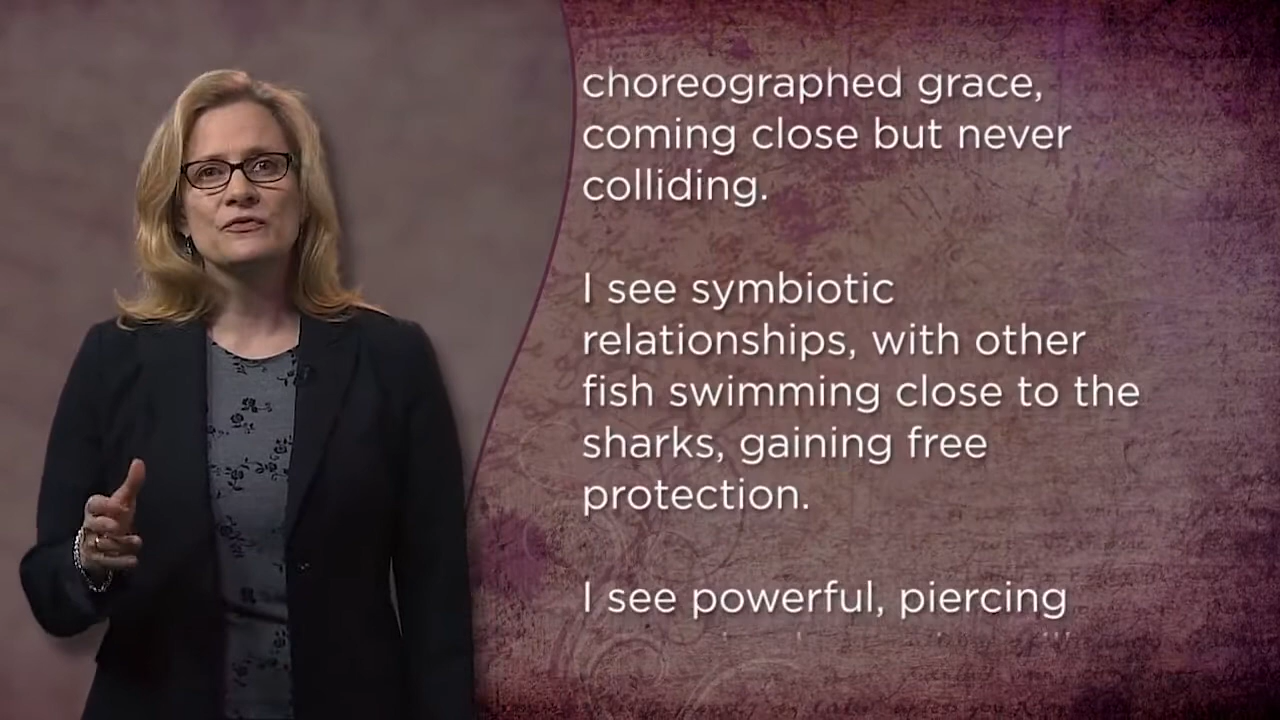 choreographed grace,
coming close but never
colliding.
I see symbiotic
relationships, with other
fish swimming close to the
sharks, gaining free
protection.
I see powerful, piercing